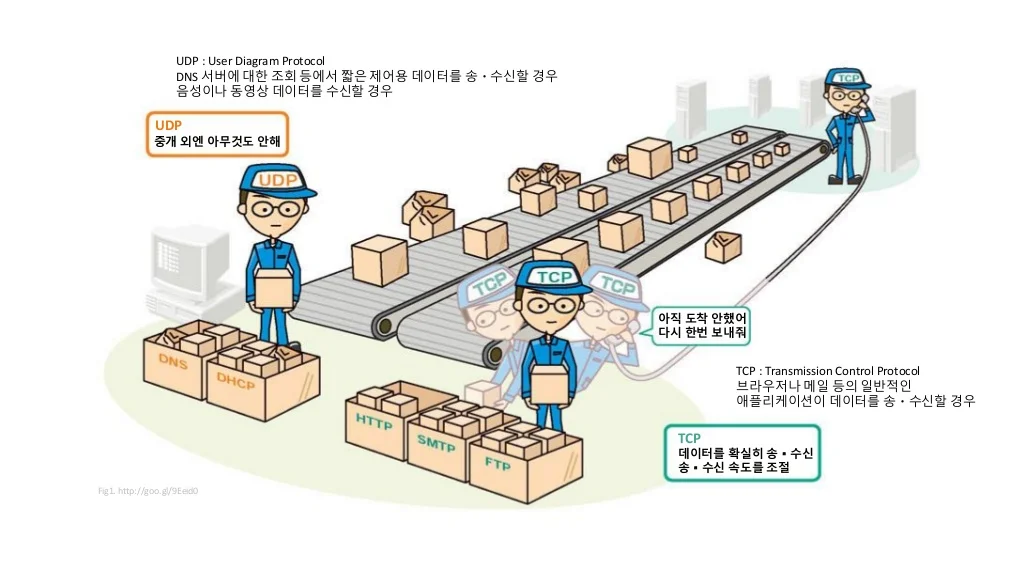 UDP : User Diagram Protocol
DNS 서버에 대한 조회 등에서 짧은 제어용 데이터를 송・수신할 경우
음성이나 동영상 데이터를 수신할 경우
UDP
중개 외엔 아무것도 안해
UDP
TCP
TCP
TCP
TCP
아직 도착 안했어
다시 한번 보내줘
DNS
DHCP
TCP : Transmission Control Protocol
브라우저나 메일 등의 일반적인
애플리케이션이 데이터를 송・수신할 경우
HTTP
SMTP
FTP
TCP
데이터를 확실히 송・수신
송・수신 속도를 조절
Fig1. http://goo.gl/9Eeid0